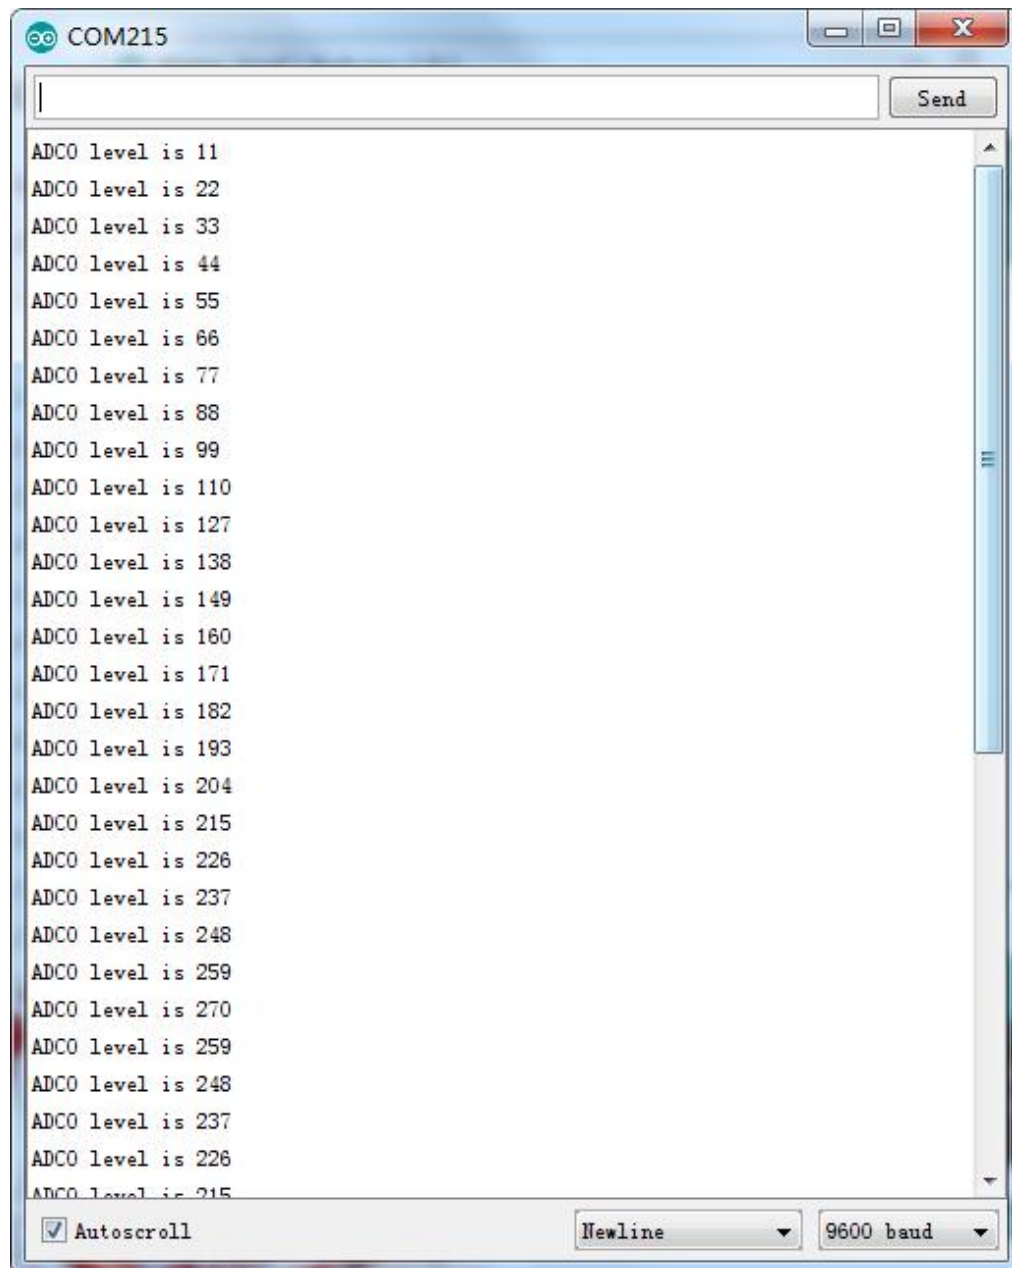 COM215
Send
ADC0 level is 11
ADC0 level is 22
ADC0 level is 33
ADC0 level is 44
ADC0 level is 55
ADC0 level is 66
ADC0 level is 77
ADC0 level is 88
ADC0 level is 99
ADC0 level is 110
ADC0 level is 127
ADC0 level is 138
ADC0 level is 149
ADC0 level is 160
ADC0 level is 171
ADC0 level is 182
ADC0 level is 193
ADC0 level is 204
ADC0 level is 215
ADC0 level is 226
ADC0 level is 237
ADC0 level is 248
ADC0 level is 259
ADC0 level is 270
ADC0 level is 259
ADC0 level is 248
ADC0 level is 237
ADC0 level is 226
ADC0 level is 215
Autoscroll Newline 9600 baud